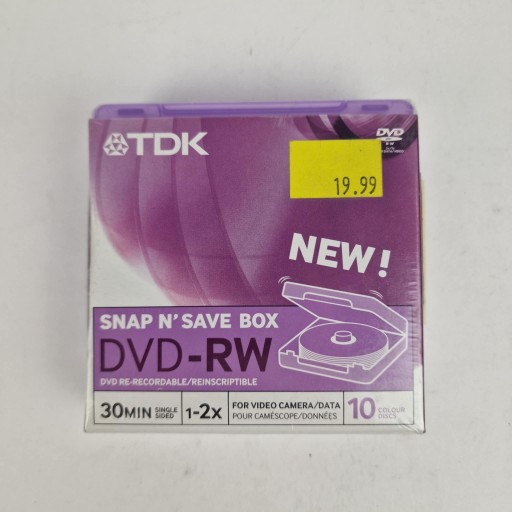 TDK
DVD
RW
19.99
NEW!
SNAP N' SAVE BOX
DVD-RW
DVD RE-RECORDABLE/REINSCRIPTIBLE
30MIN SINGLE SIDED
1-2X
FOR VIDEO CAMERA/DATA
POUR CAMÉSCOPE/DONNÉES
10 COLOUR DISCS